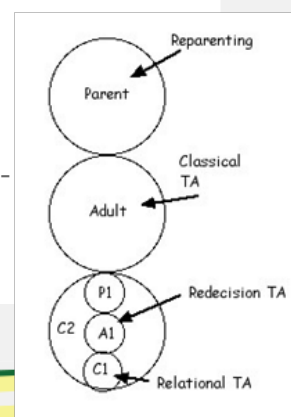 Reparenting
Parent
Classical
TA
Adult
P1
Redecision TA
C2
A1
C1
Relational TA